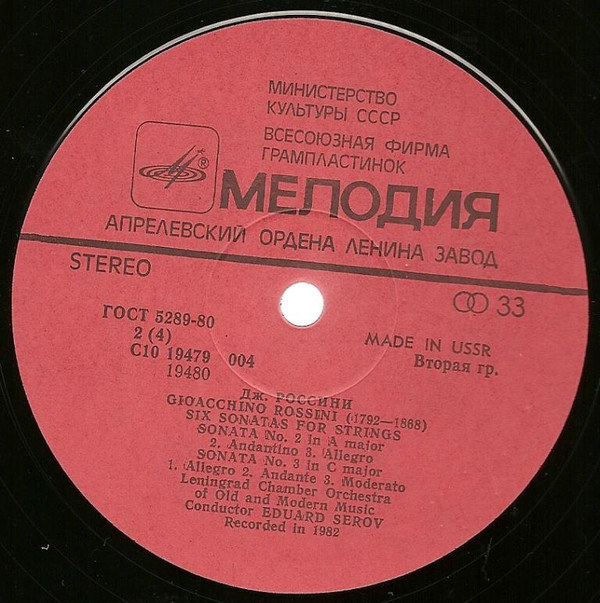 МИНИСТЕРСТВО
КУЛЬТУРЫ СССР
ВСЕСОЮЗНАЯ ФИРМА
ГРАМПЛАСТИНОК
®
МЕЛОДИЯ
АПРЕЛЕВСКИЙ ОРДЕНА ЛЕНИНА ЗАВОД
STEREO
33
ГОСТ 5289-80
2 (4)
С10 19479 004
19480
MADE IN USSR
Вторая гр.
ДЖ. РОССИНИ
GIOACCHINO ROSSINI (1792—1868)
SIX SONATAS FOR STRINGS
SONATA No. 2 in A major
2. Andantino 3. Allegro
SONATA No. 3 in C major
1. Allegro 2. Andante 3. Moderato
Leningrad Chamber Orchestra
of Old and Modern Music
Conductor EDUARD SEROV
Recorded in 1982